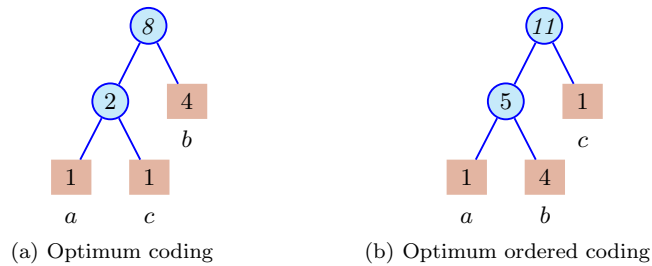 8 11
2 4 5 1
b c
1 1 1 4
a c a b
(a) Optimum coding (b) Optimum ordered coding